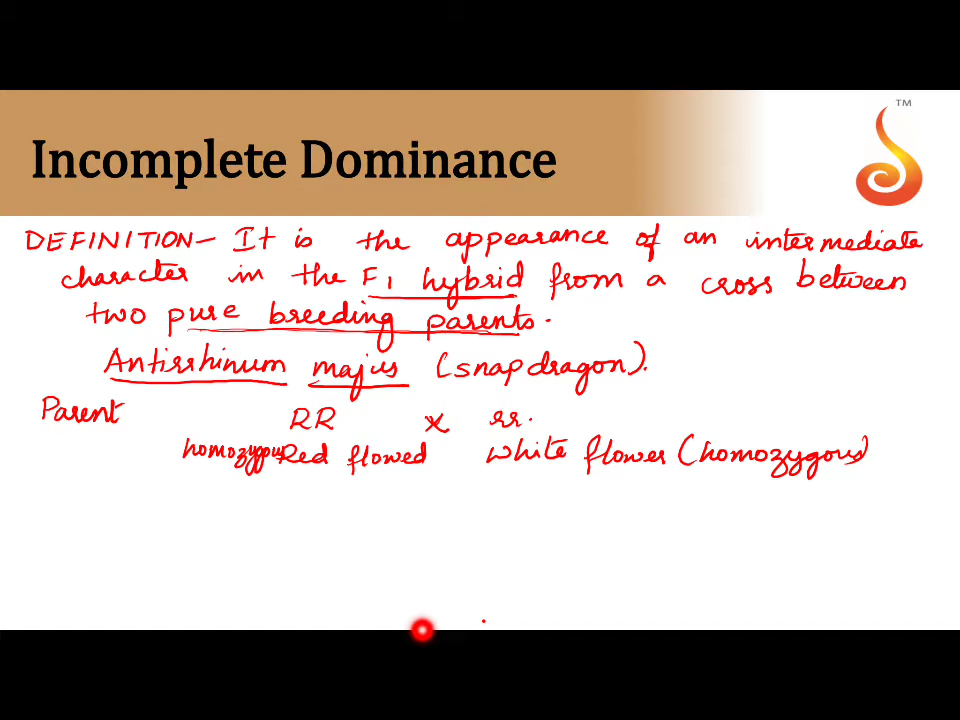 TM
Incomplete Dominance
DEFINITION- It is the appearance of an intermediate
character in the F1 hybrid from a cross between
two pure breeding parents.
Antirrhinum majus (snapdragon).
Parent RR x rr.
homozygous Red flowed white flower (homozygous)